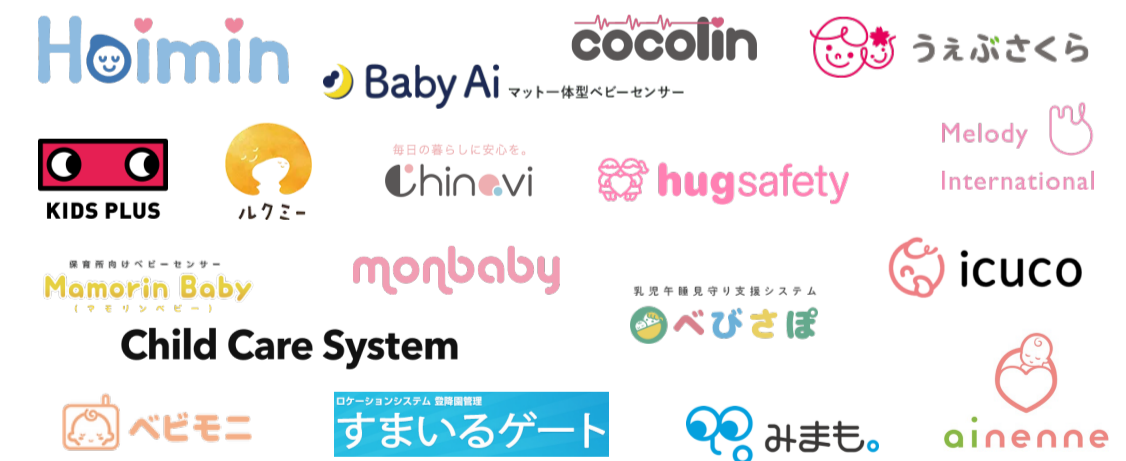 Hoimin
Baby Ai マット一体型ベビーセンサー
cocolin
うぇぶさくら
KIDS PLUS
ルクミー
毎日の暮らしに安心を。
Chinavi
hugsafety
Melody
International
保育所向けベビーセンサー
Mamorin Baby
(マモリンベビー)
monbaby
乳児午睡見守り支援システム
べびさぽ
icuco
Child Care System
ベビモニ
ロケーションシステム 登降園管理
すまいるゲート
みまも。
ainenne